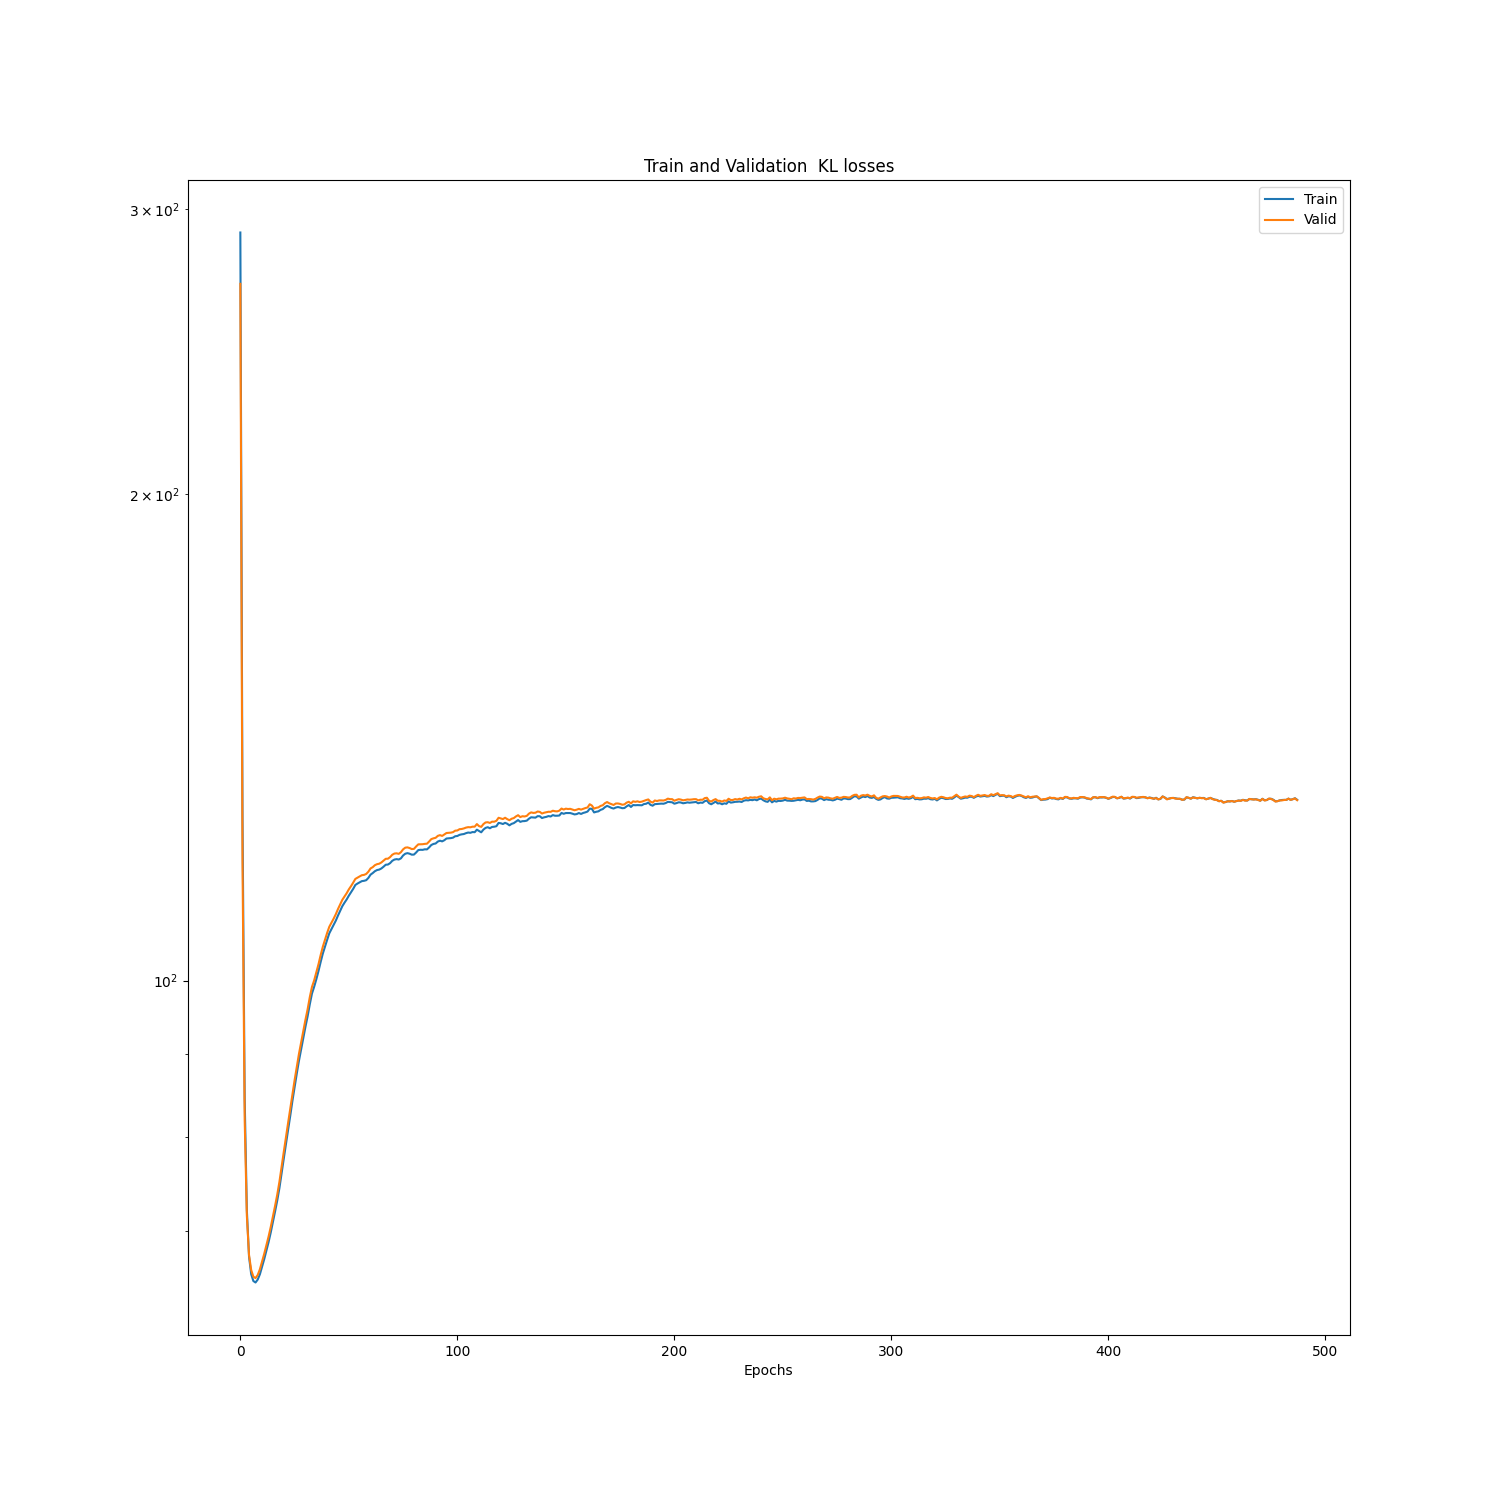 Train and Validation  KL losses
Train
Valid
3 × 10²
2 × 10²
10²
0 100 200 300 400 500
Epochs